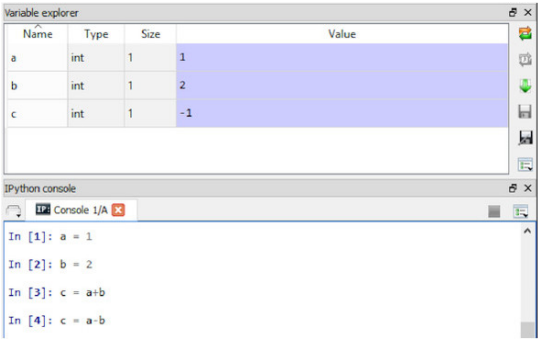 Variable explorer
Name Type Size Value
a int 1 1
b int 1 2
c int 1 -1
IPython console
IP: Console 1/A
In [1]: a = 1
In [2]: b = 2
In [3]: c = a+b
In [4]: c = a-b